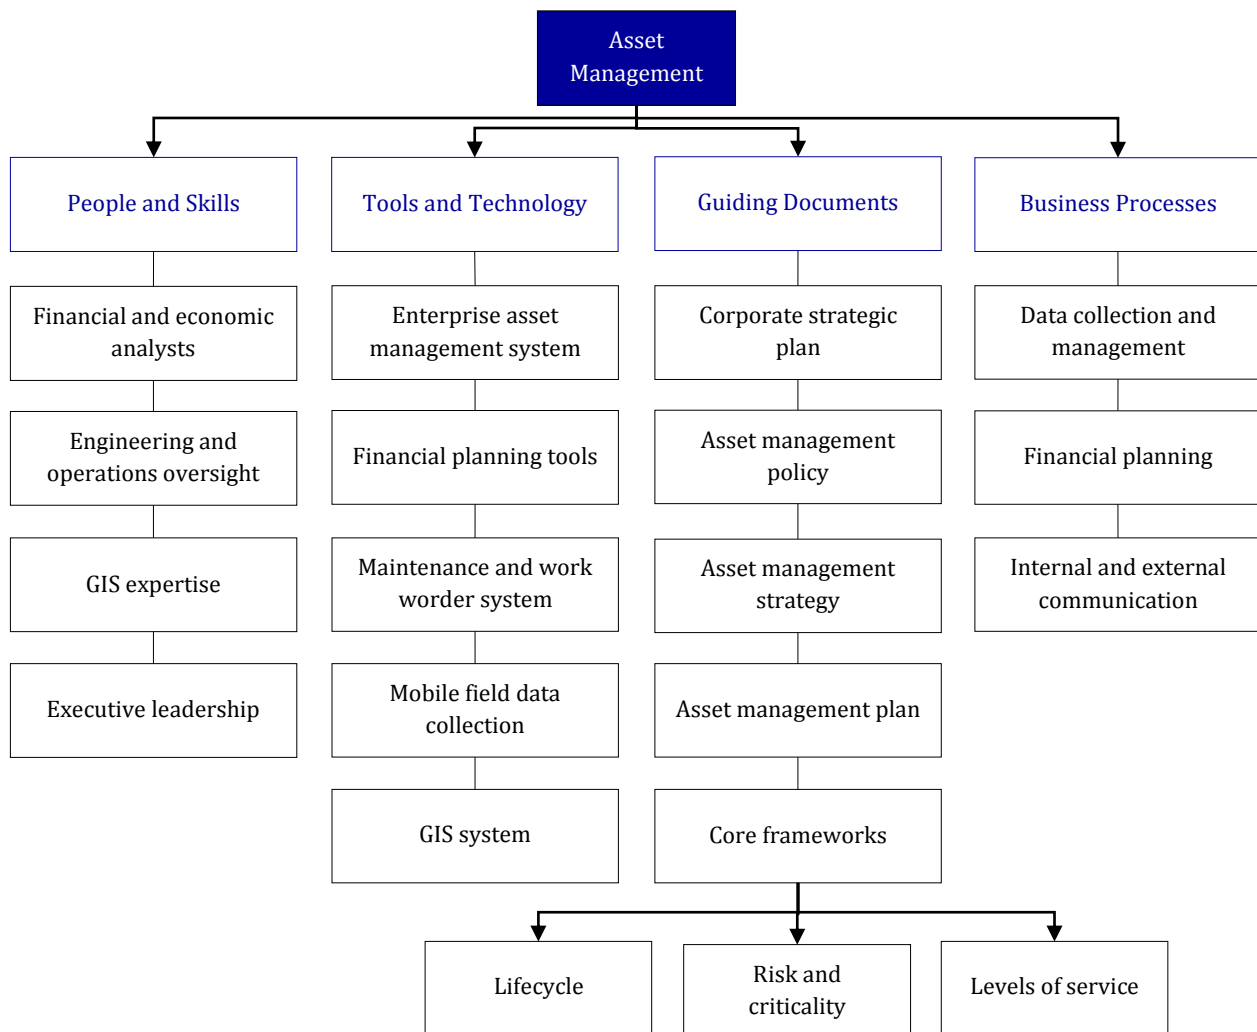 Asset
Management
People and Skills
Tools and Technology
Guiding Documents
Business Processes
Financial and economic
analysts
Enterprise asset
management system
Corporate strategic
plan
Data collection and
management
Engineering and
operations oversight
Financial planning tools
Asset management
policy
Financial planning
GIS expertise
Maintenance and work
worder system
Asset management
strategy
Internal and external
communication
Executive leadership
Mobile field data
collection
Asset management plan
GIS system
Core frameworks
Lifecycle
Risk and
criticality
Levels of service